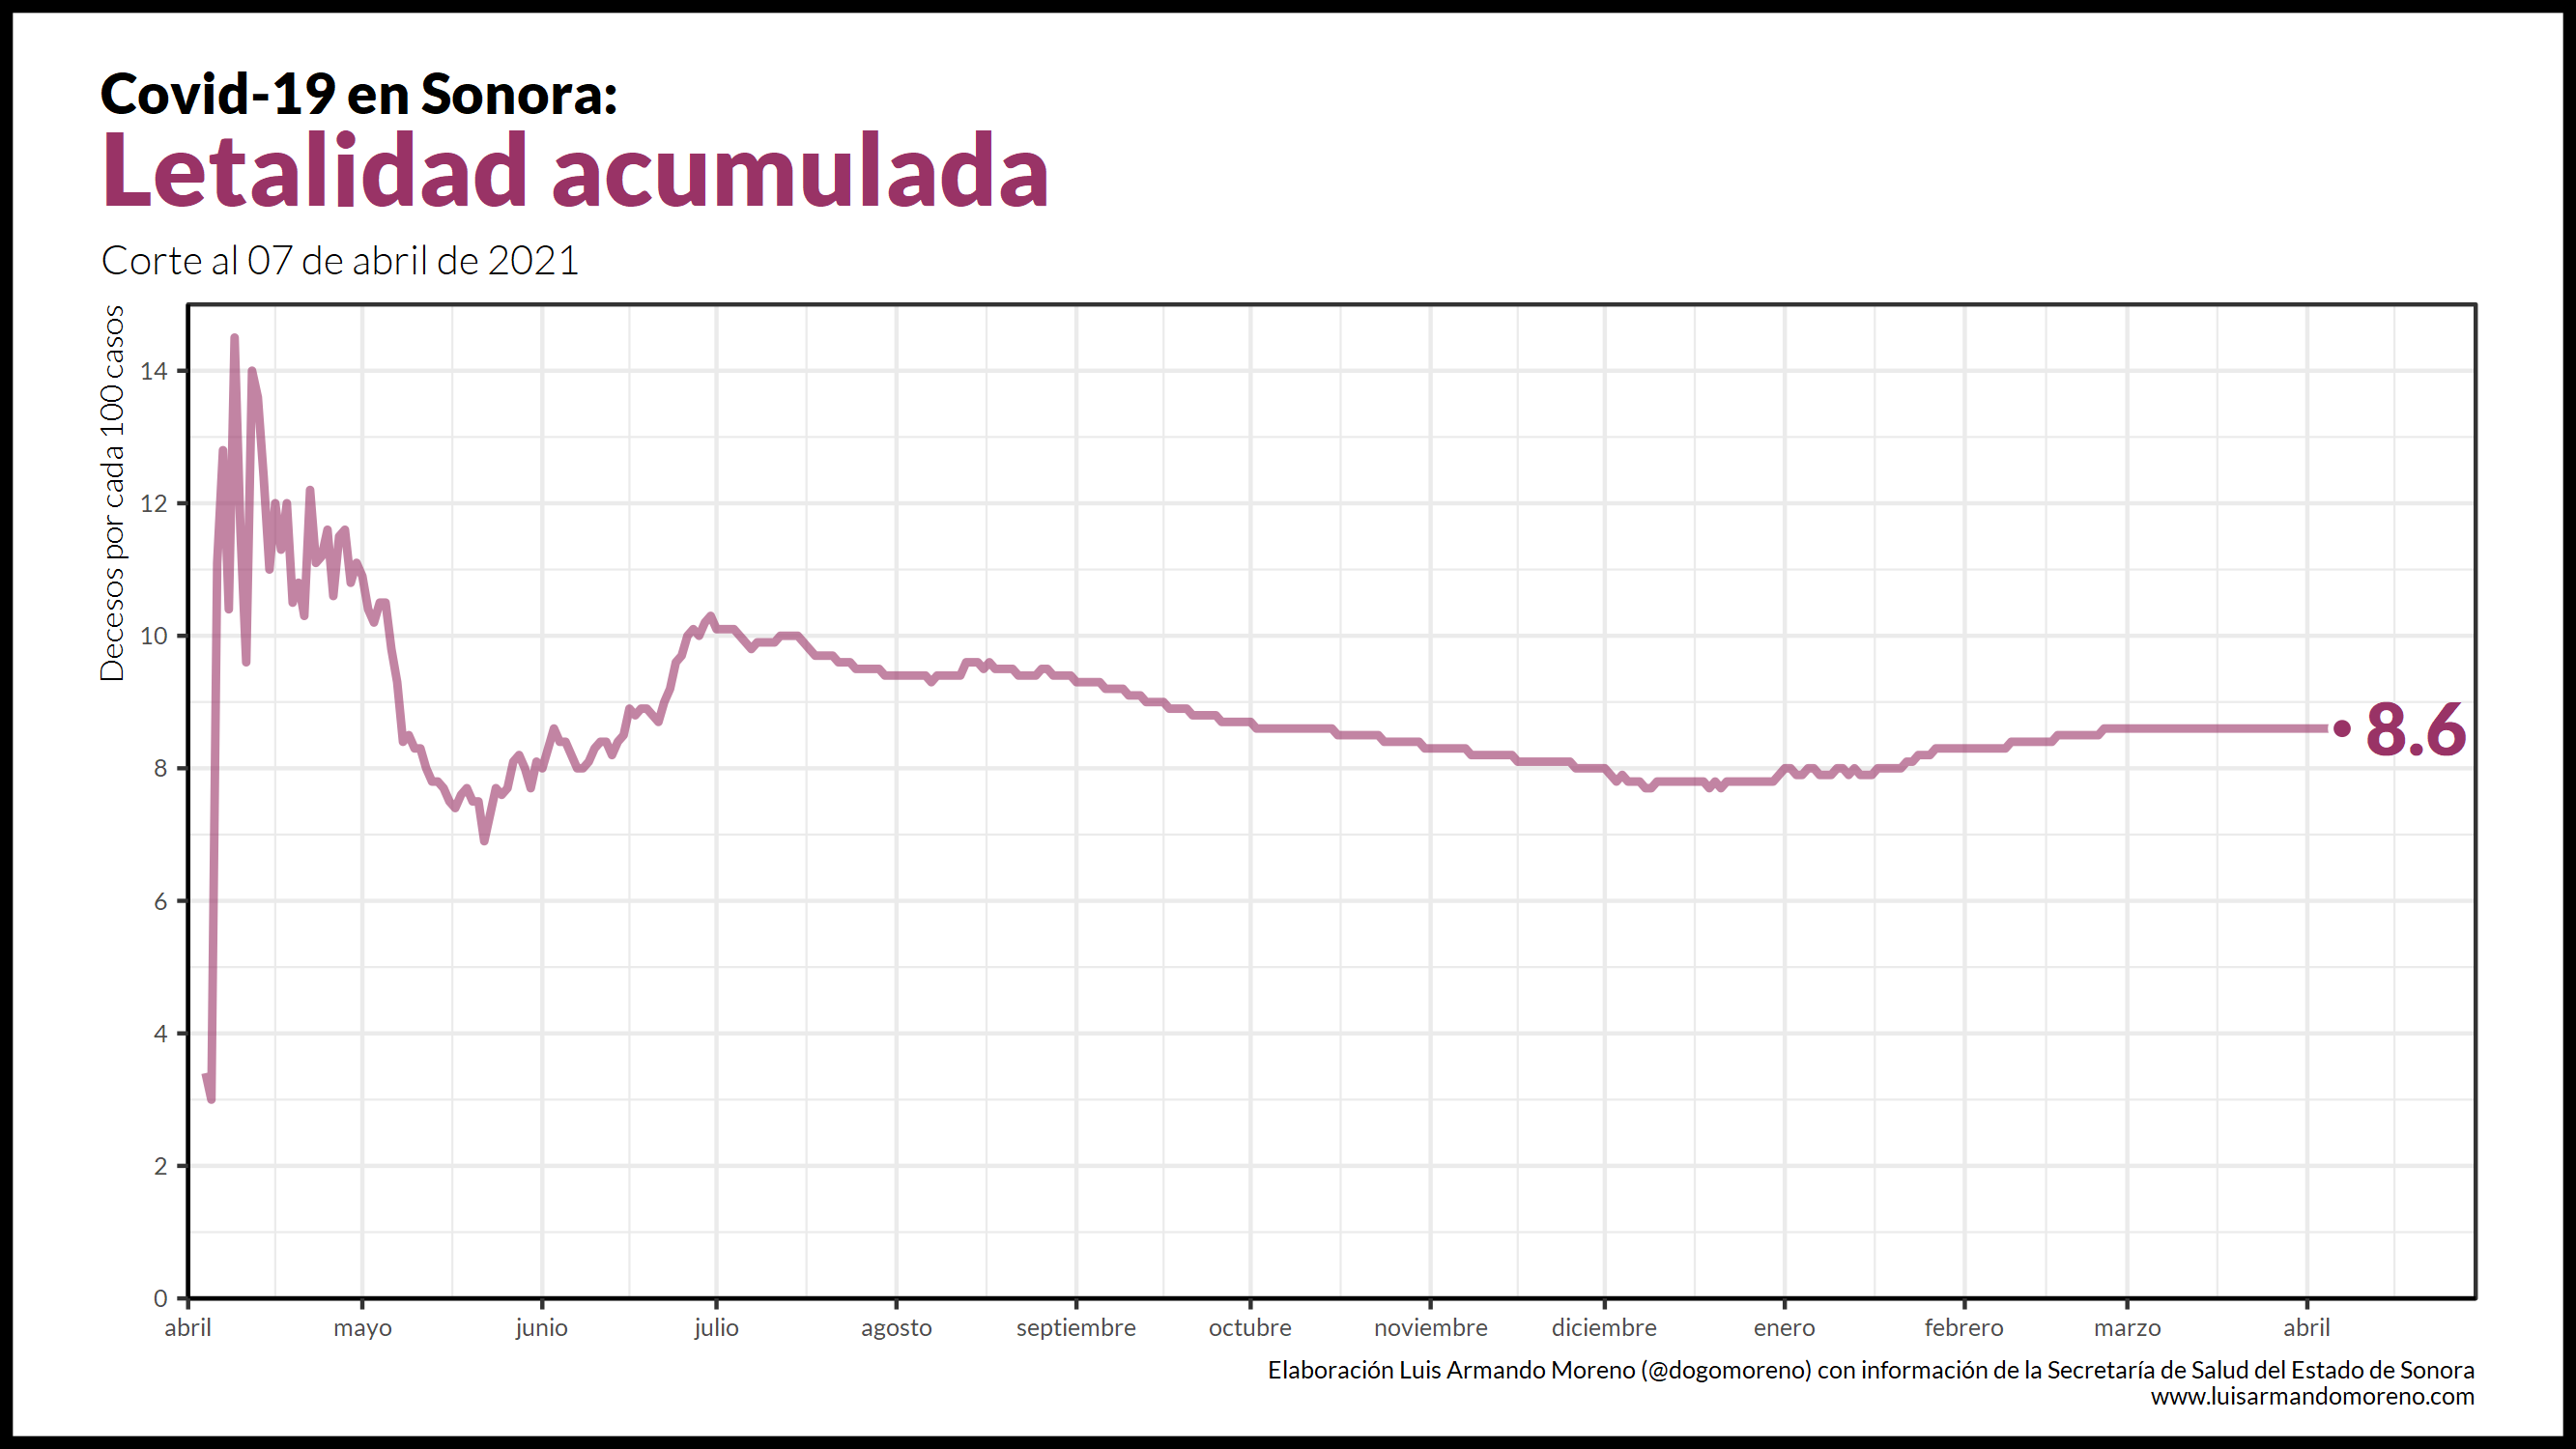 Covid-19 en Sonora:
Letalidad acumulada
Corte al 07 de abril de 2021
Decesos por cada 100 casos
14
12
10
8
6
4
2
0
8.6
abril mayo junio julio agosto septiembre octubre noviembre diciembre enero febrero marzo abril
Elaboración Luis Armando Moreno (@dogomoreno) con información de la Secretaría de Salud del Estado de Sonora
www.luisarmandomoreno.com